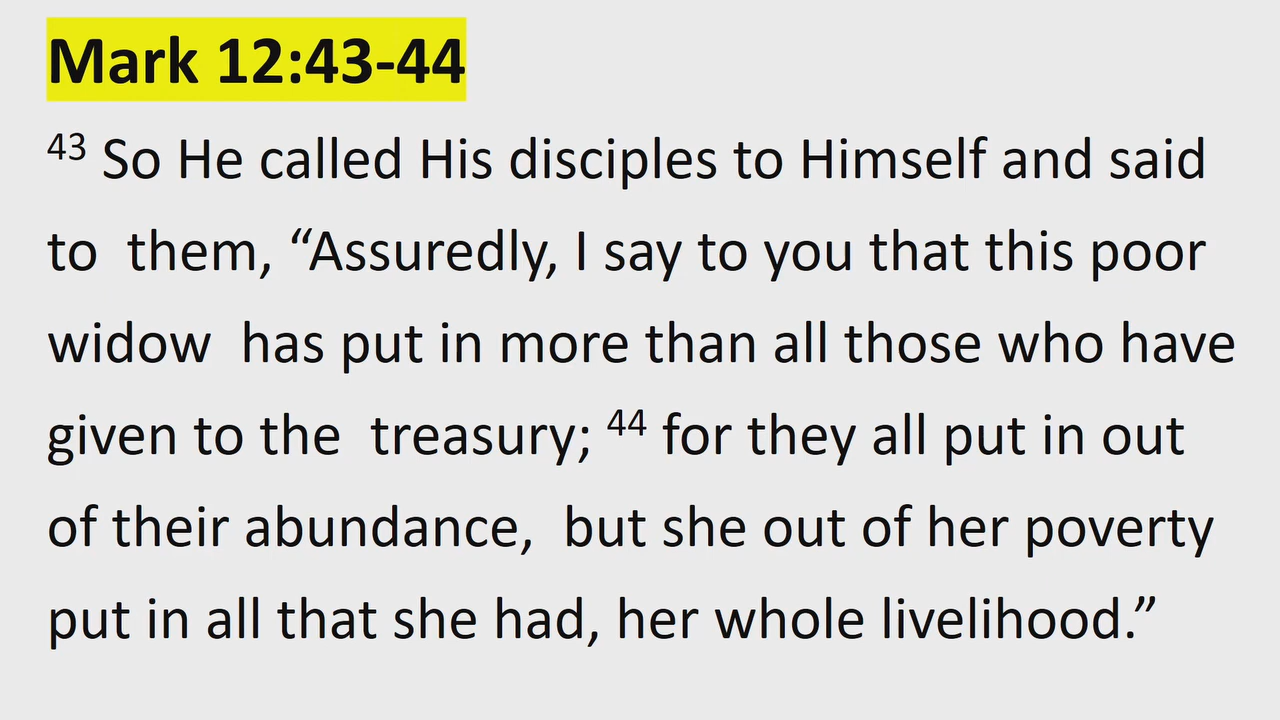 Mark 12:43-44
43 So He called His disciples to Himself and said
to  them, “Assuredly, I say to you that this poor
widow  has put in more than all those who have
given to the  treasury; 44 for they all put in out
of their abundance,  but she out of her poverty
put in all that she had, her whole livelihood.”